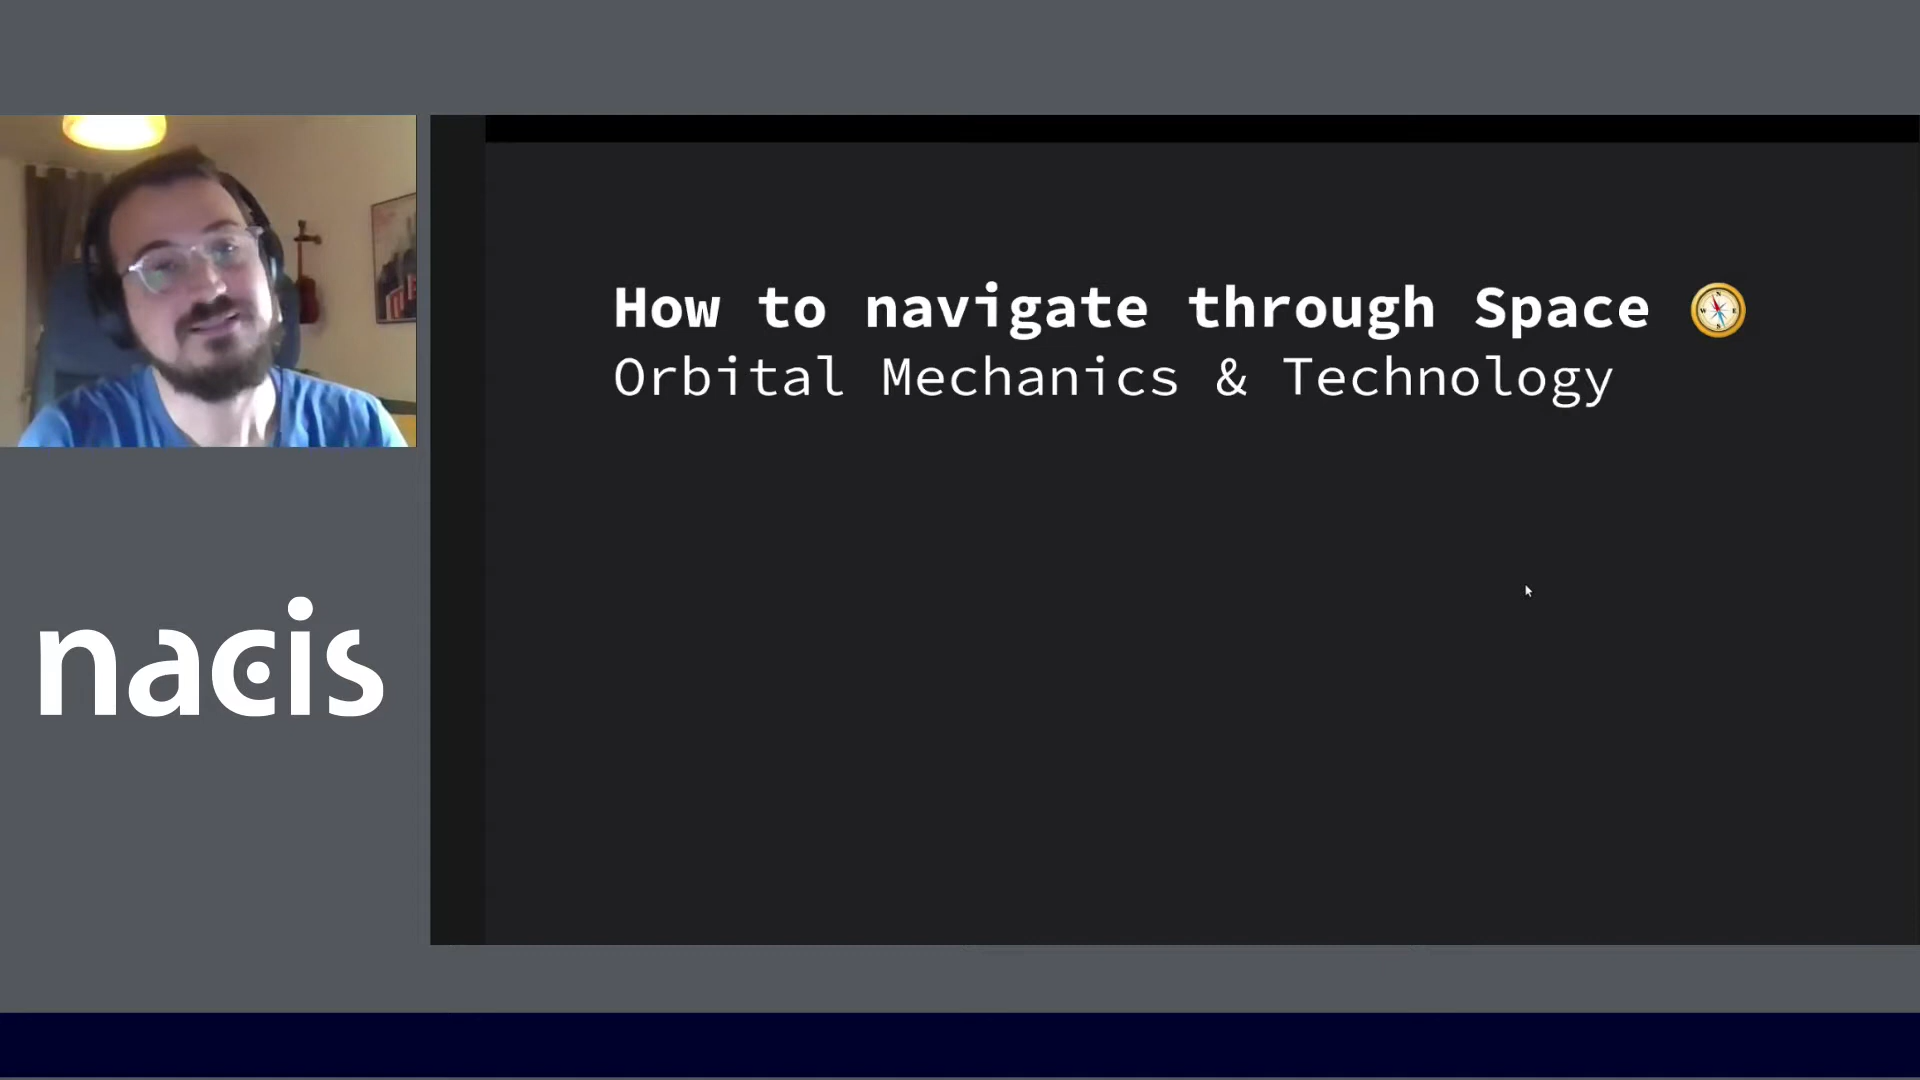 How to navigate through Space
Orbital Mechanics & Technology
nacis